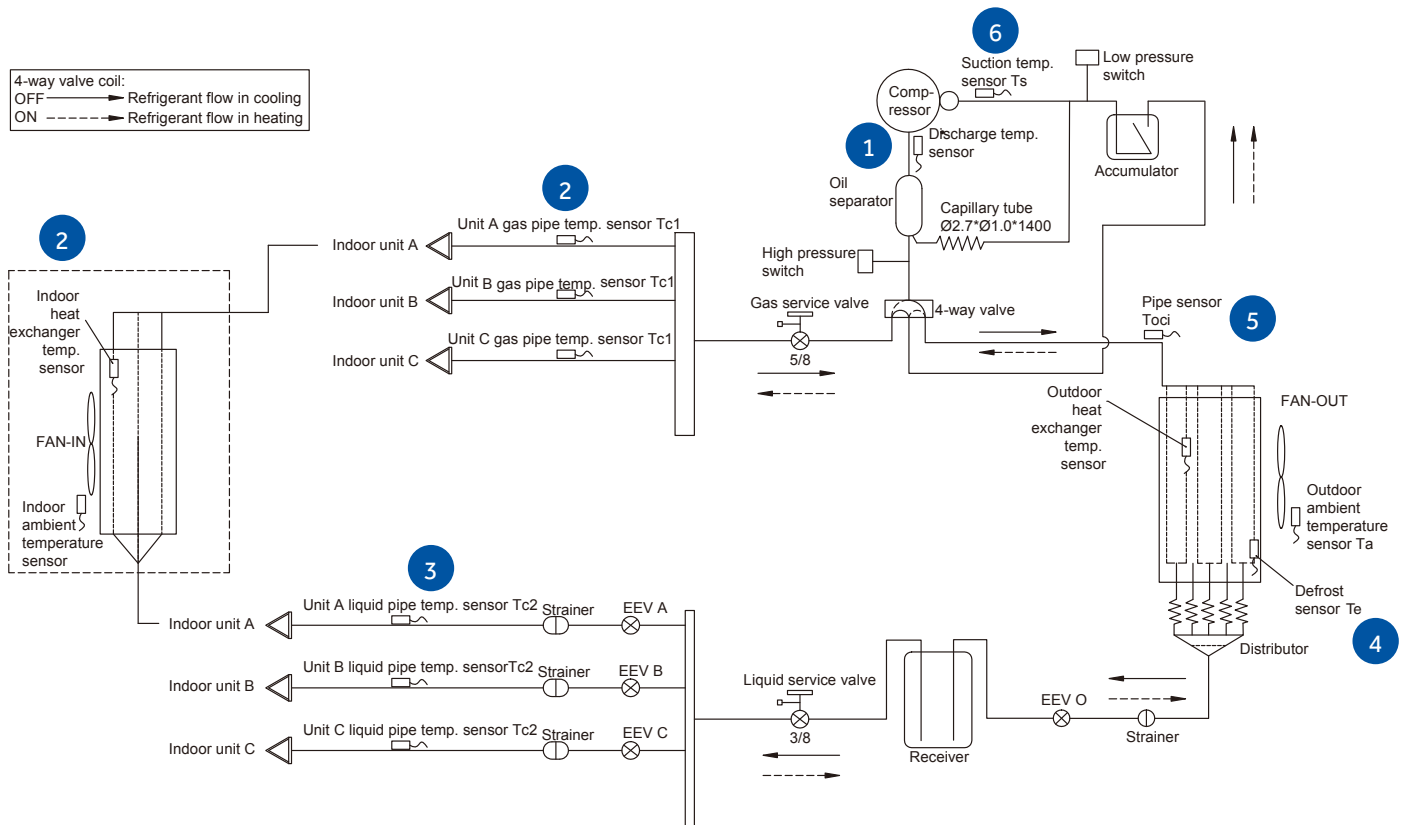 4-way valve coil:
OFF Refrigerant flow in cooling
ON Refrigerant flow in heating
6
Suction temp.
sensor Ts
Low pressure
switch
Comp-
ressor
1
Discharge temp.
sensor
Accumulator
Oil
separator
Capillary tube
Ø2.7*Ø1.0*1400
High pressure
switch
4-way valve
Gas service valve
5/8
2
Unit A gas pipe temp. sensor Tc1
Indoor unit A
Unit B gas pipe temp. sensor Tc1
Indoor unit B
Unit C gas pipe temp. sensor Tc1
Indoor unit C
2
Indoor
heat
exchanger
temp.
sensor
FAN-IN
Indoor
ambient
temperature
sensor
Pipe sensor
Toci
5
Outdoor
heat
exchanger
temp.
sensor
FAN-OUT
Outdoor
ambient
temperature
sensor Ta
Defrost
sensor Te
4
Distributor
3
Unit A liquid pipe temp. sensor Tc2
Strainer
EEV A
Indoor unit A
Unit B liquid pipe temp. sensorTc2
Strainer
EEV B
Indoor unit B
Unit C liquid pipe temp. sensor Tc2
Strainer
EEV C
Indoor unit C
Liquid service valve
3/8
Receiver
EEV O
Strainer